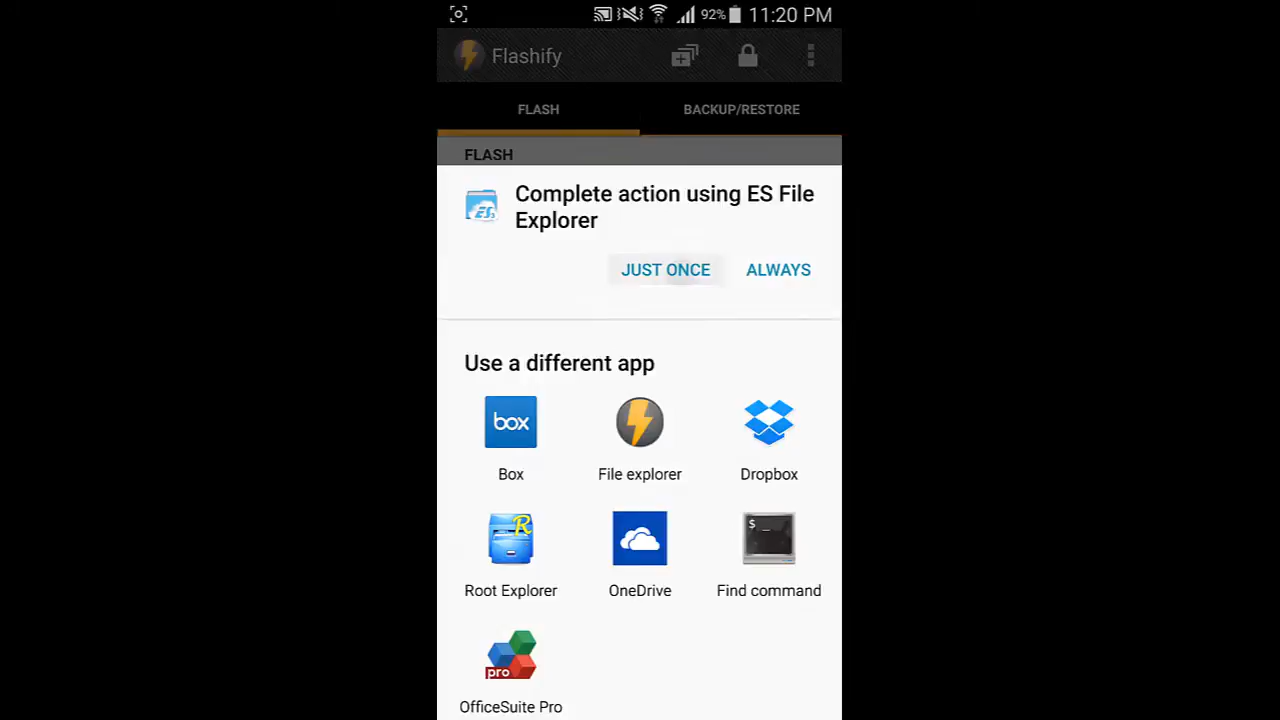 92% 11:20 PM
Flashify
FLASH BACKUP/RESTORE
FLASH
ES
Complete action using ES File
Explorer
JUST ONCE ALWAYS
Use a different app
box
Box File explorer Dropbox
R $
Root Explorer OneDrive Find command
pro
OfficeSuite Pro